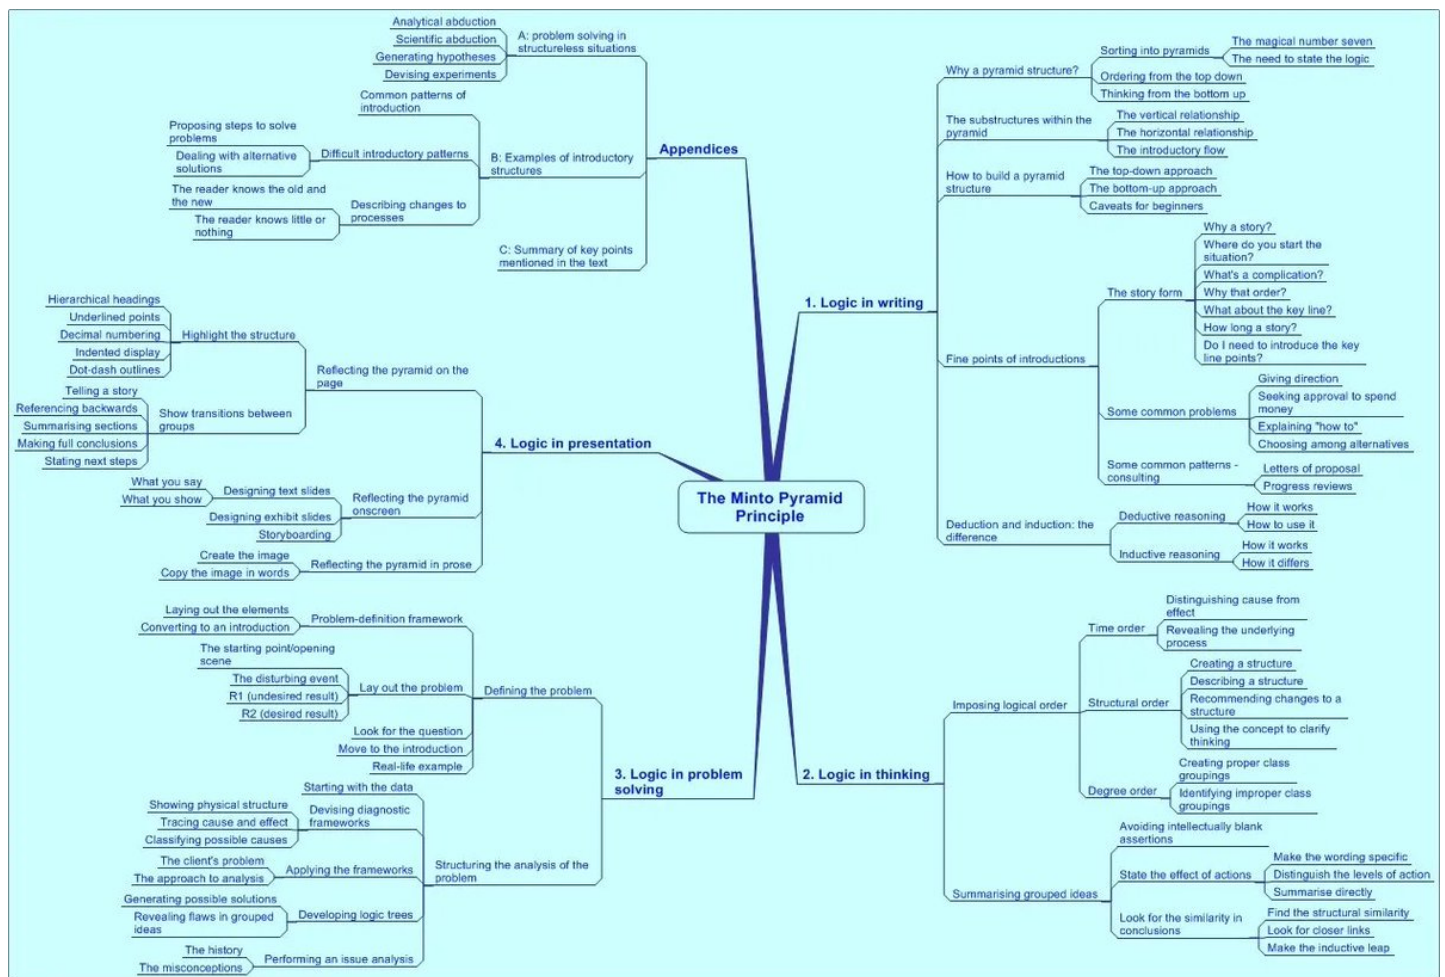 The Minto Pyramid
Principle
1. Logic in writing
Why a pyramid structure?
Sorting into pyramids
The magical number seven
The need to state the logic
Ordering from the top down
Thinking from the bottom up
The substructures within the
pyramid
The vertical relationship
The horizontal relationship
The introductory flow
How to build a pyramid
structure
The top-down approach
The bottom-up approach
Caveats for beginners
Fine points of introductions
The story form
Why a story?
Where do you start the
situation?
What's a complication?
Why that order?
What about the key line?
How long a story?
Do I need to introduce the key
line points?
Some common problems
Giving direction
Seeking approval to spend
money
Explaining "how to"
Choosing among alternatives
Some common patterns -
consulting
Letters of proposal
Progress reviews
Deduction and induction: the
difference
Deductive reasoning
How it works
How to use it
Inductive reasoning
How it works
How it differs
2. Logic in thinking
Imposing logical order
Time order
Distinguishing cause from
effect
Revealing the underlying
process
Structural order
Creating a structure
Describing a structure
Recommending changes to a
structure
Using the concept to clarify
thinking
Degree order
Creating proper class
groupings
Identifying improper class
groupings
Summarising grouped ideas
Avoiding intellectually blank
assertions
State the effect of actions
Make the wording specific
Distinguish the levels of action
Summarise directly
Look for the similarity in
conclusions
Find the structural similarity
Look for closer links
Make the inductive leap
3. Logic in problem
solving
Defining the problem
Problem-definition framework
Laying out the elements
Converting to an introduction
Lay out the problem
The starting point/opening
scene
The disturbing event
R1 (undesired result)
R2 (desired result)
Look for the question
Move to the introduction
Real-life example
Structuring the analysis of the
problem
Starting with the data
Devising diagnostic
frameworks
Showing physical structure
Tracing cause and effect
Classifying possible causes
Applying the frameworks
The client's problem
The approach to analysis
Developing logic trees
Generating possible solutions
Revealing flaws in grouped
ideas
Performing an issue analysis
The history
The misconceptions
4. Logic in presentation
Reflecting the pyramid on the
page
Highlight the structure
Hierarchical headings
Underlined points
Decimal numbering
Indented display
Dot-dash outlines
Show transitions between
groups
Telling a story
Referencing backwards
Summarising sections
Making full conclusions
Stating next steps
Reflecting the pyramid
onscreen
Designing text slides
What you say
What you show
Designing exhibit slides
Storyboarding
Reflecting the pyramid in prose
Create the image
Copy the image in words
Appendices
A: problem solving in
structureless situations
Analytical abduction
Scientific abduction
Generating hypotheses
Devising experiments
B: Examples of introductory
structures
Common patterns of
introduction
Difficult introductory patterns
Proposing steps to solve
problems
Dealing with alternative
solutions
Describing changes to
processes
The reader knows the old and
the new
The reader knows little or
nothing
C: Summary of key points
mentioned in the text